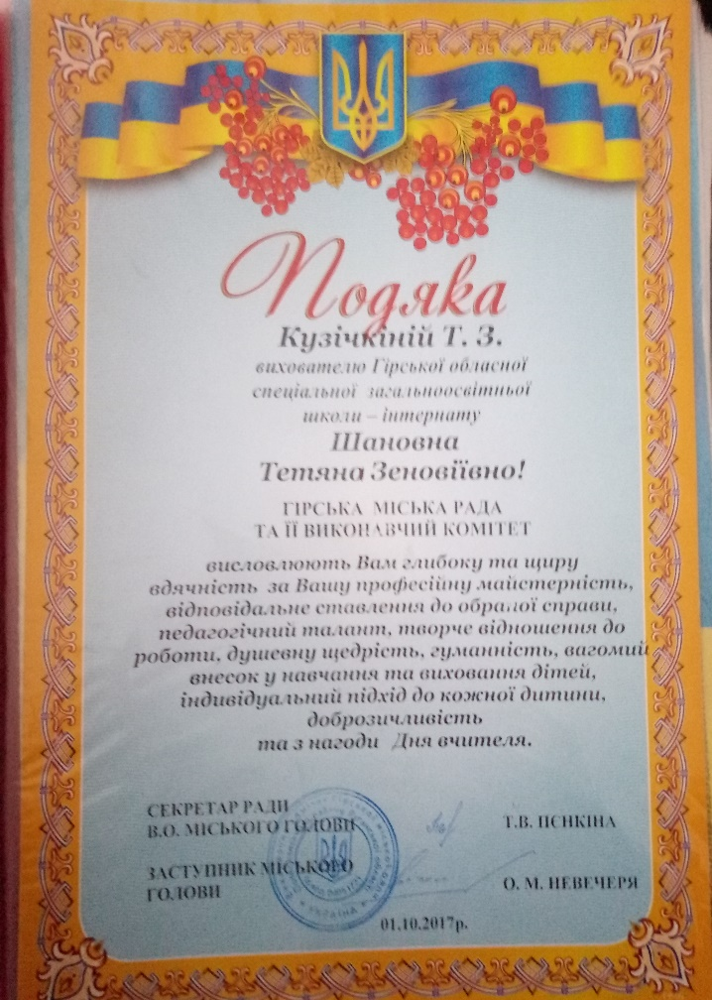 Подяка
Кузічкіній Т. З.
вихователю Гірської обласної
спеціальної загальноосвітньої
школи – інтернату
Шановна
Тетяна Зеновіївно!
ГІРСЬКА МІСЬКА РАДА
ТА ЇЇ ВИКОНАВЧИЙ КОМІТЕТ
висловлюють Вам глибоку та щиру
вдячність за Вашу професійну майстерність,
відповідальне ставлення до обраної справи,
педагогічний талант, творче відношення до
роботи, душевну щедрість, гуманність, вагомий
внесок у навчання та виховання дітей,
індивідуальний підхід до кожної дитини,
доброзичливість
та з нагоди Дня вчителя.
СЕКРЕТАР РАДИ
В.О. МІСЬКОГО ГОЛОВИ Т.В. ПЄНКІНА
ЗАСТУПНИК МІСЬКОГО
ГОЛОВИ О. М. НЕВЕЧЕРЯ
УКРАЇНА
01.10.2017р.